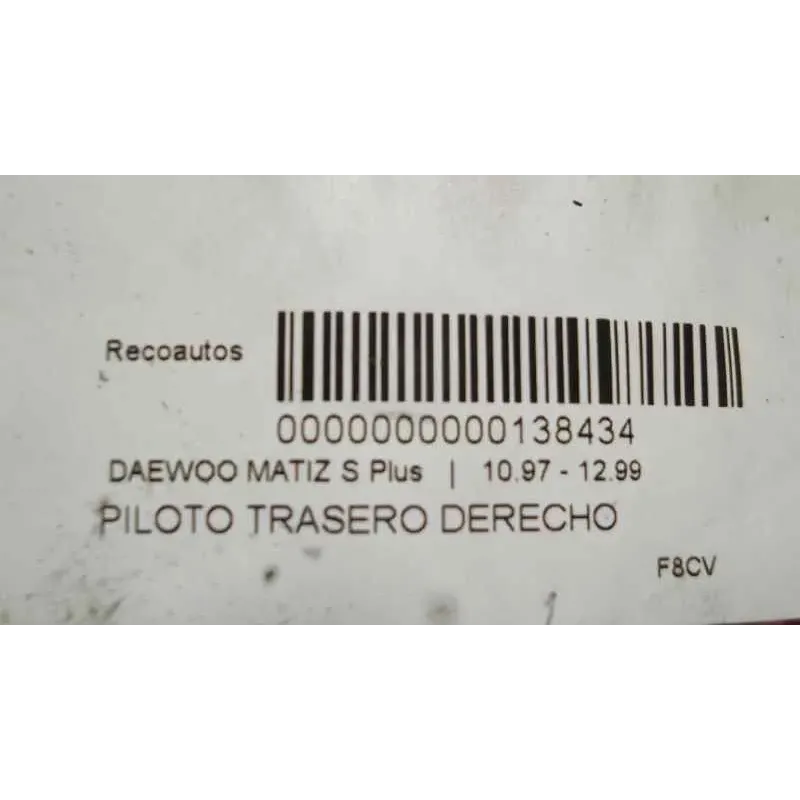 Recoautos
0000000000138434
DAEWOO MATIZ S Plus | 10.97 - 12.99
PILOTO TRASERO DERECHO
F8CV